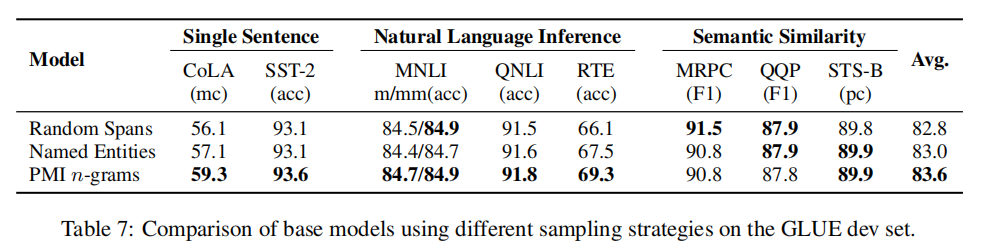 Model Single Sentence Natural Language Inference Semantic Similarity Avg.
CoLA SST-2 MNLI QNLI RTE MRPC QQP STS-B
(mc) (acc) m/mm(acc) (acc) (acc) (F1) (F1) (pc)
Random Spans 56.1 93.1 84.5/84.9 91.5 66.1 91.5 87.9 89.8 82.8
Named Entities 57.1 93.1 84.4/84.7 91.6 67.5 90.8 87.9 89.9 83.0
PMI n-grams 59.3 93.6 84.7/84.9 91.8 69.3 90.8 87.8 89.9 83.6
Table 7: Comparison of base models using different sampling strategies on the GLUE dev set.